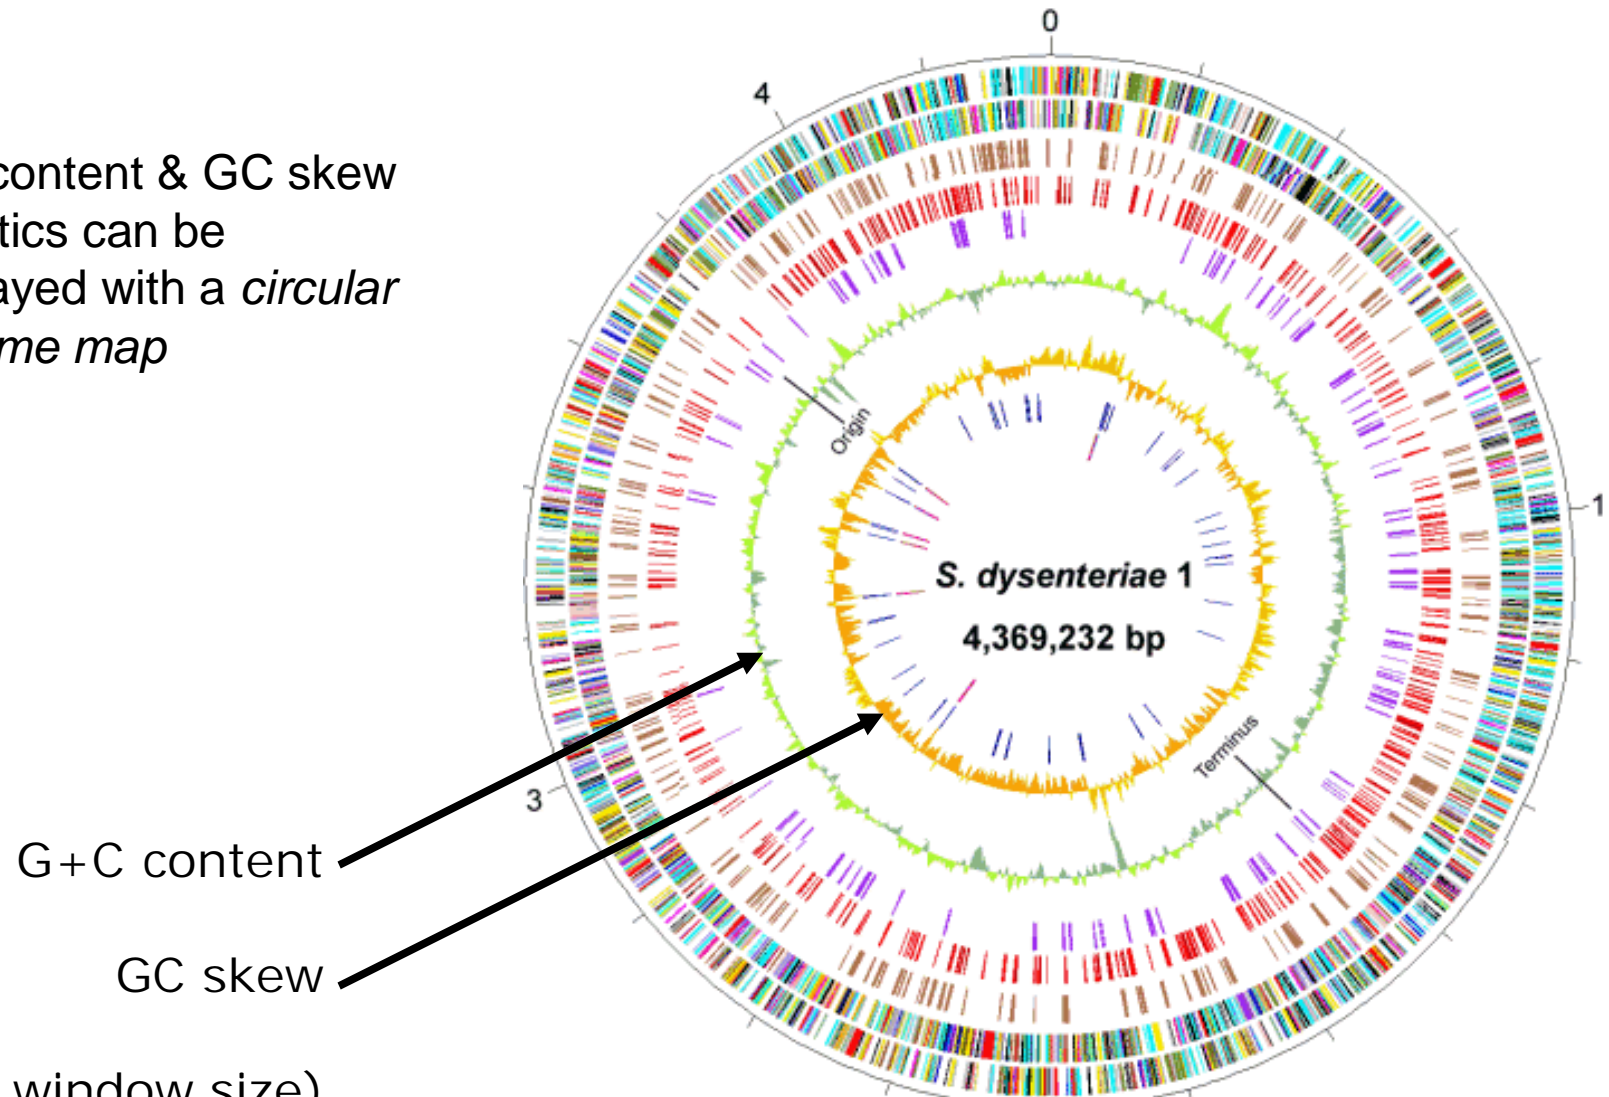 content & GC skew
tics can be
ayed with a circular
me map
G+C content
GC skew
window size)
0
1
3
4
Origin
Terminus
S. dysenteriae 1
4,369,232 bp